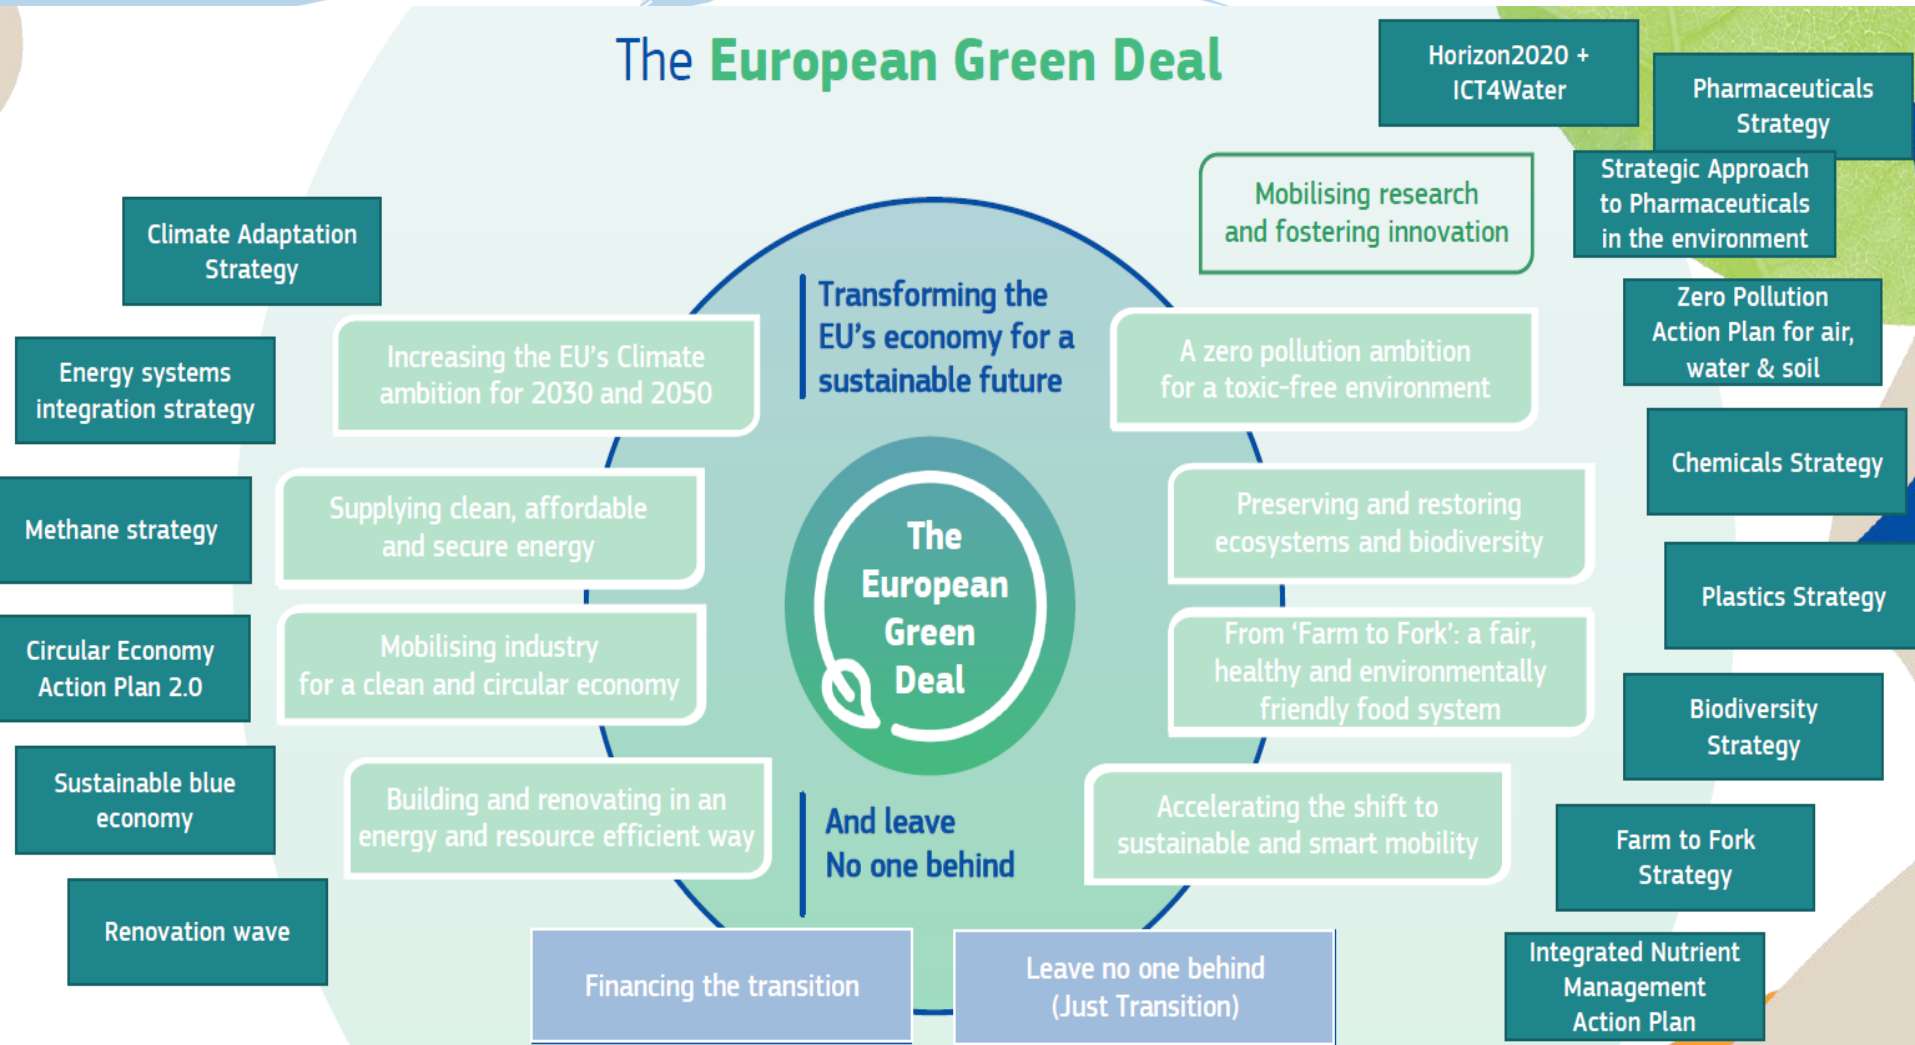 The European Green Deal
Horizon2020 +
ICT4Water
Pharmaceuticals
Strategy
Mobilising research
and fostering innovation
Strategic Approach
to Pharmaceuticals
in the environment
Climate Adaptation
Strategy
Transforming the
EU's economy for a
sustainable future
Zero Pollution
Action Plan for air,
water & soil
Energy systems
integration strategy
Increasing the EU's Climate
ambition for 2030 and 2050
A zero pollution ambition
for a toxic-free environment
Chemicals Strategy
Methane strategy
Supplying clean, affordable
and secure energy
The
European
Green
Deal
Preserving and restoring
ecosystems and biodiversity
Plastics Strategy
Circular Economy
Action Plan 2.0
Mobilising industry
for a clean and circular economy
From 'Farm to Fork': a fair,
healthy and environmentally
friendly food system
Biodiversity
Strategy
Sustainable blue
economy
Building and renovating in an
energy and resource efficient way
And leave
No one behind
Accelerating the shift to
sustainable and smart mobility
Farm to Fork
Strategy
Renovation wave
Financing the transition
Leave no one behind
(Just Transition)
Integrated Nutrient
Management
Action Plan